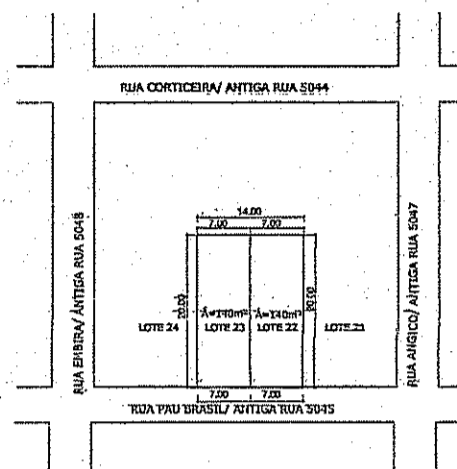 RUA CORTICEIRA/ ANTIGA RUA 5044
14.00
7,00 7,00
RUA EMBIRA/ ANTIGA RUA 5048
RUA ANGICO/ ANTIGA RUA 5047
20.00
20.00
A=140m² A=140m²
LOTE 24 LOTE 23 LOTE 22 LOTE 21
7,00 7,00
RUA PAU BRASIL/ ANTIGA RUA 5045